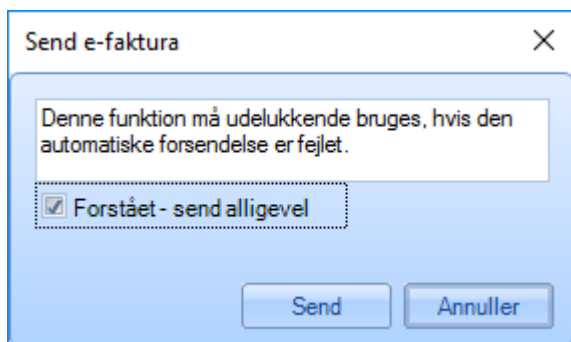 Send e-faktura
Denne funktion må udelukkende bruges, hvis den
automatiske forsendelse er fejlet.
Forstået - send alligevel
Send
Annuller